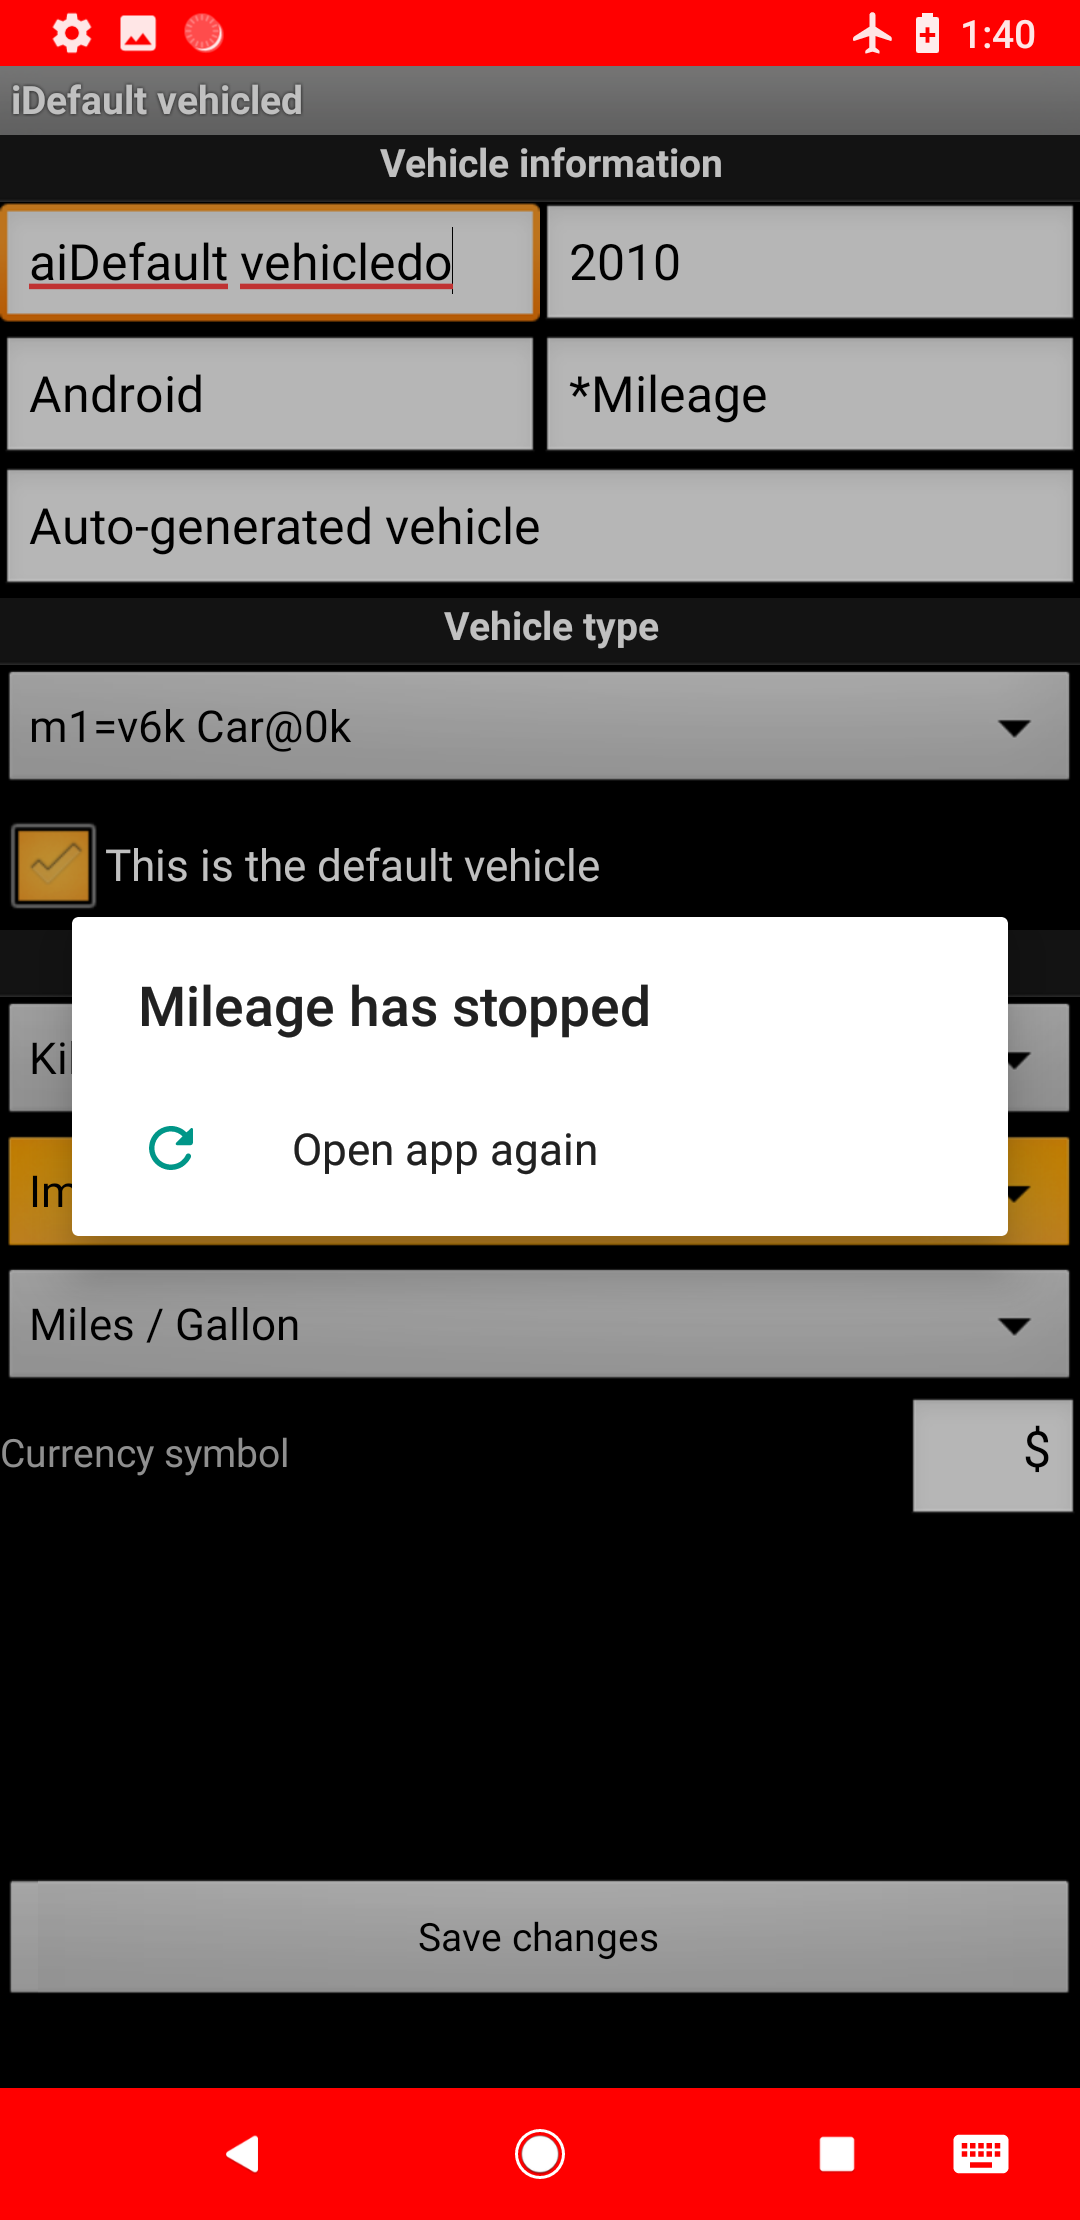 1:40
iDefault vehicled
Vehicle information
aiDefault vehicledo
2010
Android
*Mileage
Auto-generated vehicle
Vehicle type
m1=v6k Car@0k
This is the default vehicle
Mileage has stopped
Ki
Open app again
Im
Miles / Gallon
Currency symbol
$
Save changes